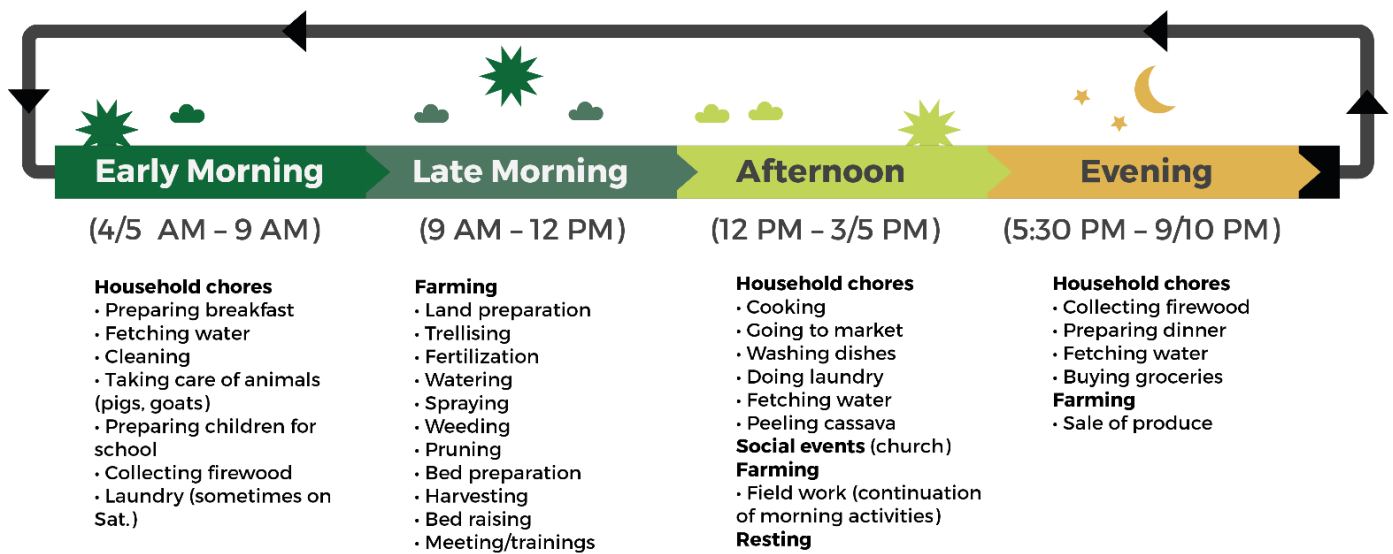 Early Morning
(4/5 AM – 9 AM)
Household chores
• Preparing breakfast
• Fetching water
• Cleaning
• Taking care of animals
(pigs, goats)
• Preparing children for
school
• Collecting firewood
• Laundry (sometimes on
Sat.)
Late Morning
(9 AM – 12 PM)
Farming
• Land preparation
• Trellising
• Fertilization
• Watering
• Spraying
• Weeding
• Pruning
• Bed preparation
• Harvesting
• Bed raising
• Meeting/trainings
Afternoon
(12 PM – 3/5 PM)
Household chores
• Cooking
• Going to market
• Washing dishes
• Doing laundry
• Fetching water
• Peeling cassava
Social events (church)
Farming
• Field work (continuation
of morning activities)
Resting
Evening
(5:30 PM – 9/10 PM)
Household chores
• Collecting firewood
• Preparing dinner
• Fetching water
• Buying groceries
Farming
• Sale of produce